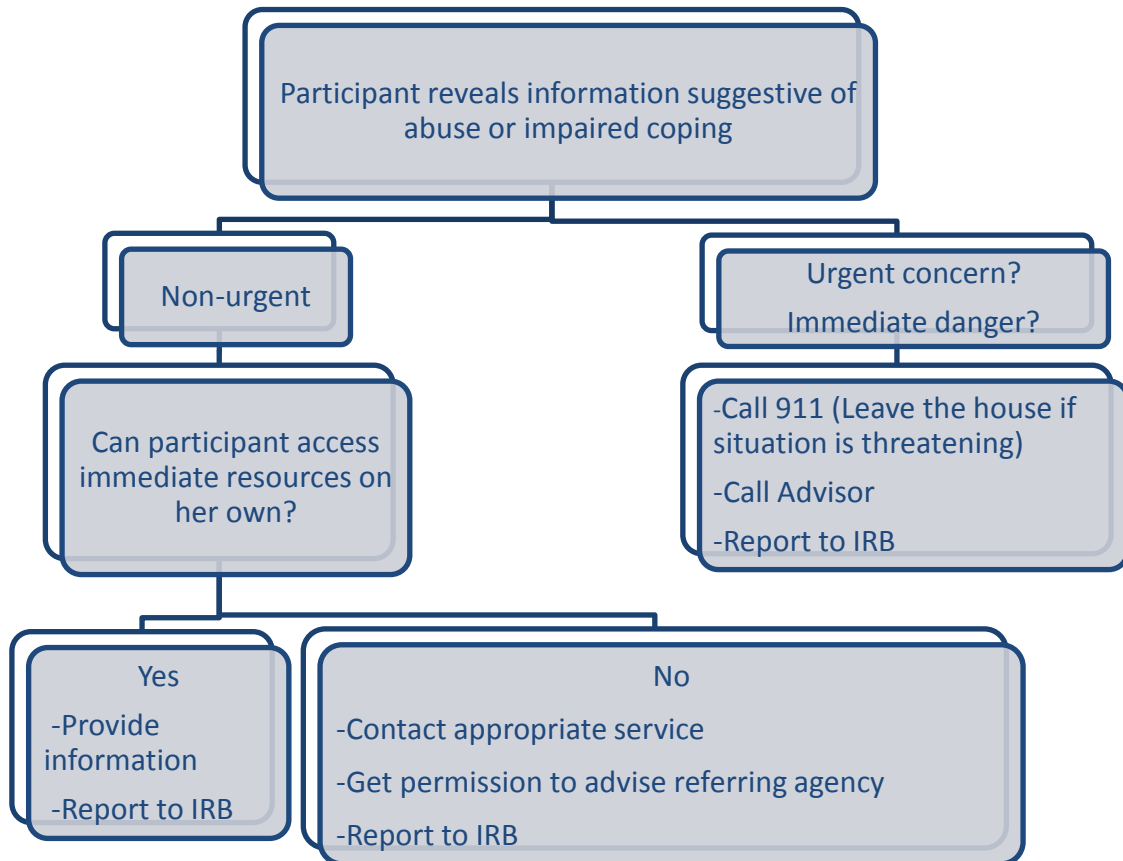 Participant reveals information suggestive of
abuse or impaired coping
Non-urgent
Urgent concern?
Immediate danger?
Can participant access
immediate resources on
her own?
-Call 911 (Leave the house if
situation is threatening)
-Call Advisor
-Report to IRB
Yes
-Provide
information
-Report to IRB
No
-Contact appropriate service
-Get permission to advise referring agency
-Report to IRB